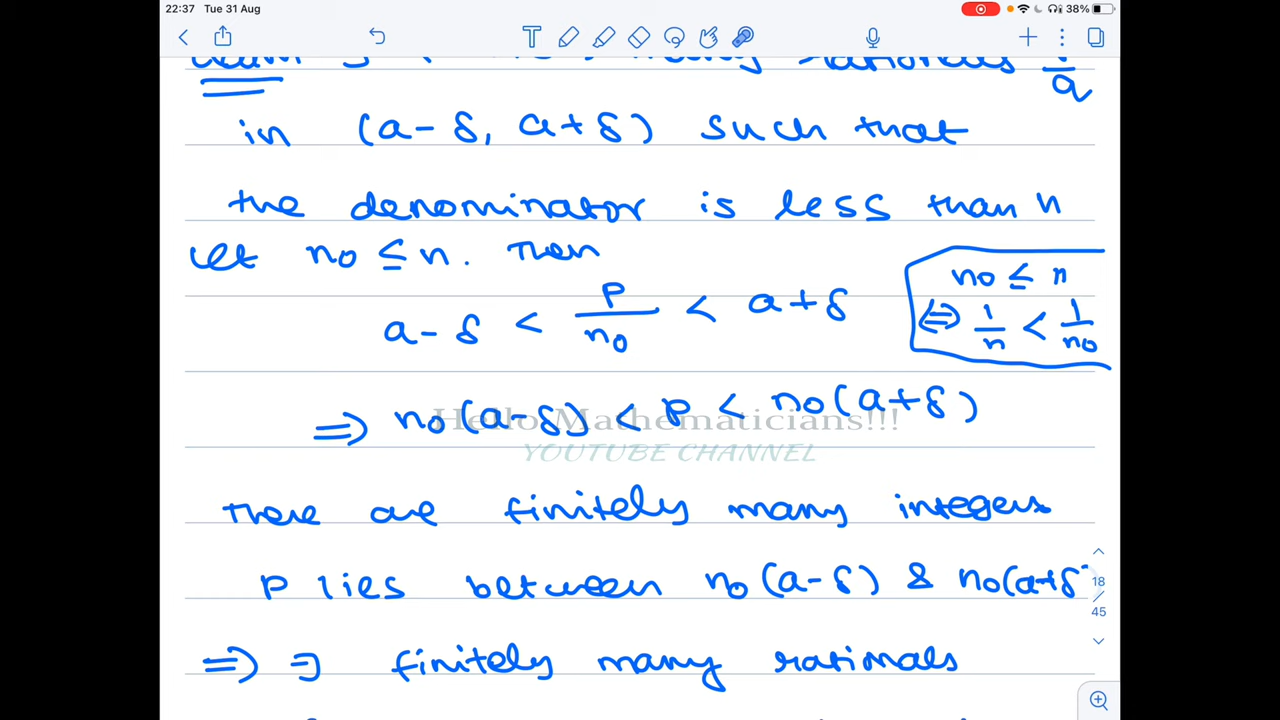 22:37 Tue 31 Aug
38%
T
many rationals
q
in (a-δ, a+δ) such that
the denominator is less than n
let n₀ ≤ n. Then
a-δ < p/n₀ < a+δ
n₀ ≤ n
⇔ 1/n < 1/n₀
⇒ n₀(a-δ) < p < n₀(a+δ)
Hello Mathematicians!!!
YOUTUBE CHANNEL
There are finitely many integers
p lies between n₀(a-δ) & n₀(a+δ
18
/
45
⇒ ∃ finitely many rationals